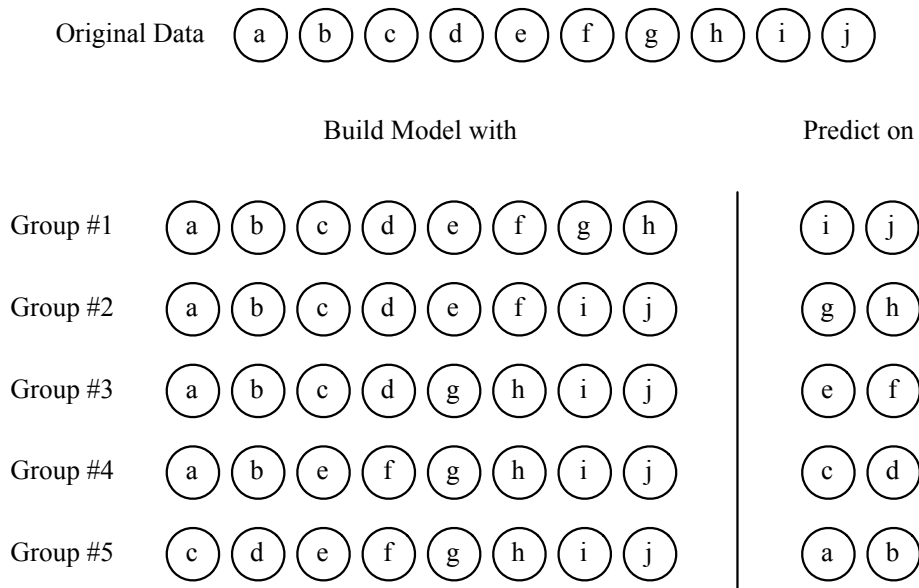 Original Data a b c d e f g h i j
Build Model with Predict on
Group #1 a b c d e f g h i j
Group #2 a b c d e f i j g h
Group #3 a b c d g h i j e f
Group #4 a b e f g h i j c d
Group #5 c d e f g h i j a b